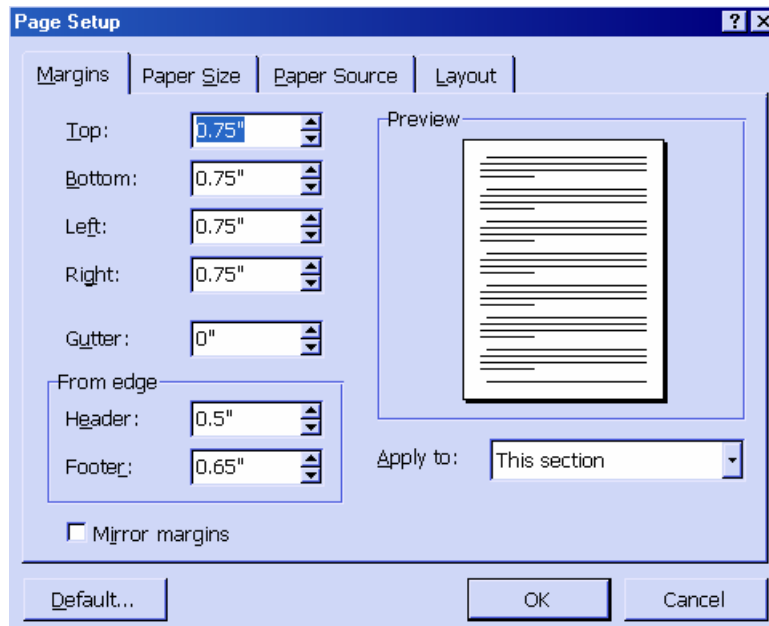 Page Setup
Margins Paper Size Paper Source Layout
Top: 0.75"
Bottom: 0.75"
Left: 0.75"
Right: 0.75"
Gutter: 0"
From edge
Header: 0.5"
Footer: 0.65"
Mirror margins
Preview
Apply to: This section
Default... OK Cancel